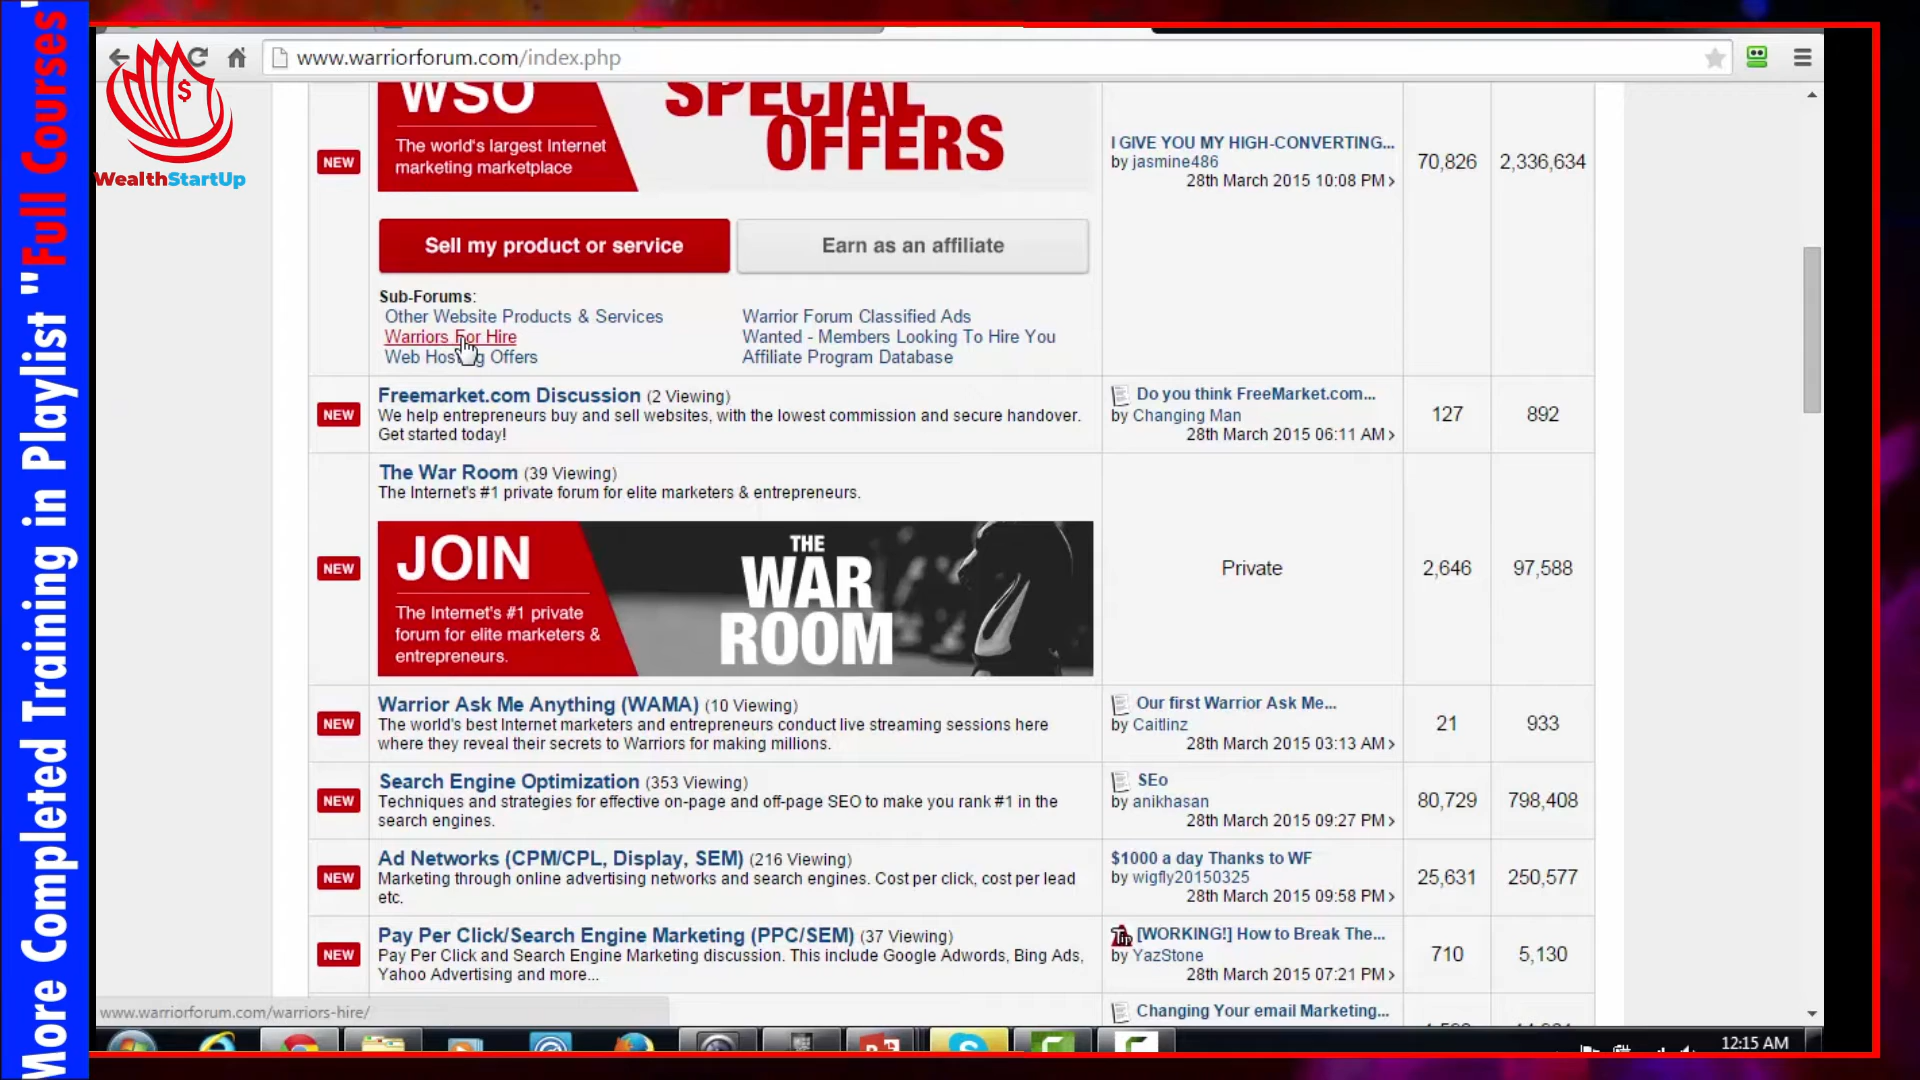 More Completed Training in Playlist "Full Courses"
www.warriorforum.com/index.php
WealthStartUp
$
WSO
The world's largest Internet
marketing marketplace
SPECIAL
OFFERS
NEW
I GIVE YOU MY HIGH-CONVERTING...
by jasmine486
28th March 2015 10:08 PM
70,826
2,336,634
Sell my product or service
Earn as an affiliate
Sub-Forums:
Other Website Products & Services
Warrior Forum Classified Ads
Warriors For Hire
Wanted - Members Looking To Hire You
Web Hosting Offers
Affiliate Program Database
NEW
Freemarket.com Discussion (2 Viewing)
We help entrepreneurs buy and sell websites, with the lowest commission and secure handover.
Get started today!
Do you think FreeMarket.com...
by Changing Man
28th March 2015 06:11 AM
127
892
NEW
The War Room (39 Viewing)
The Internet's #1 private forum for elite marketers & entrepreneurs.
JOIN
The Internet's #1 private
forum for elite marketers &
entrepreneurs.
THE
WAR
ROOM
Private
2,646
97,588
NEW
Warrior Ask Me Anything (WAMA) (10 Viewing)
The world's best Internet marketers and entrepreneurs conduct live streaming sessions here
where they reveal their secrets to Warriors for making millions.
Our first Warrior Ask Me...
by Caitlinz
28th March 2015 03:13 AM
21
933
NEW
Search Engine Optimization (353 Viewing)
Techniques and strategies for effective on-page and off-page SEO to make you rank #1 in the
search engines.
SEo
by anikhasan
28th March 2015 09:27 PM
80,729
798,408
NEW
Ad Networks (CPM/CPL, Display, SEM) (216 Viewing)
Marketing through online advertising networks and search engines. Cost per click, cost per lead
etc.
$1000 a day Thanks to WF
by wigfly20150325
28th March 2015 09:58 PM
25,631
250,577
NEW
Pay Per Click/Search Engine Marketing (PPC/SEM) (37 Viewing)
Pay Per Click and Search Engine Marketing discussion. This include Google Adwords, Bing Ads,
Yahoo Advertising and more...
[WORKING!] How to Break The...
by YazStone
28th March 2015 07:21 PM
710
5,130
Changing Your email Marketing...
www.warriorforum.com/warriors-hire/
12:15 AM